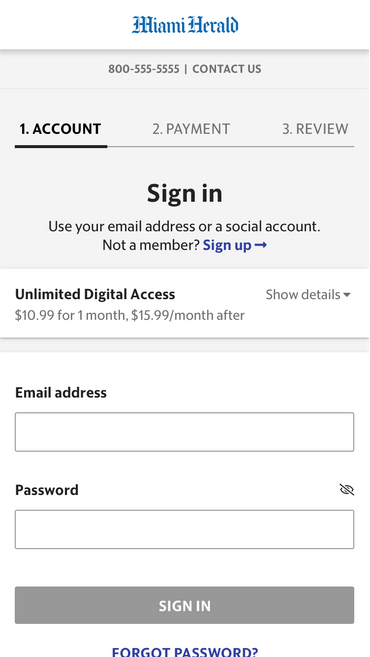 Miami Herald
800-555-5555 | CONTACT US
1. ACCOUNT 2. PAYMENT 3. REVIEW
Sign in
Use your email address or a social account.
Not a member? Sign up →
Unlimited Digital Access Show details
$10.99 for 1 month, $15.99/month after
Email address
Password
SIGN IN
FORGOT PASSWORD?